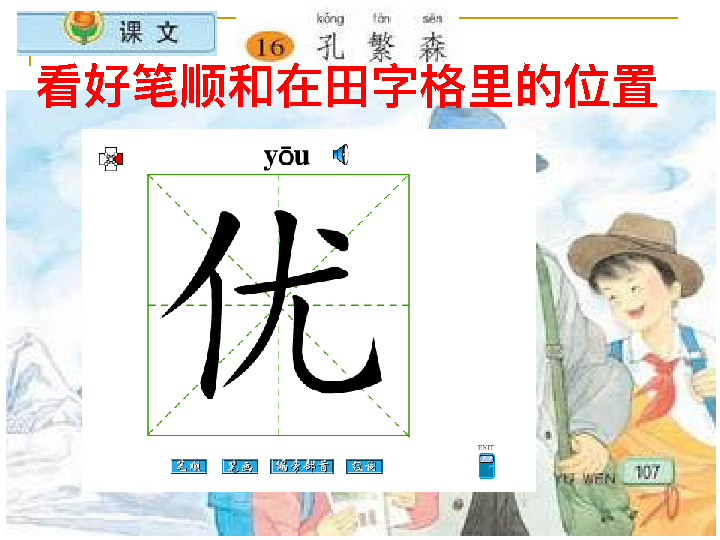 课 文
kǒng fán sēn
16 孔 繁 森
看好笔顺和在田字格里的位置
yōu
优
笔顺 笔画 偏旁部首 组词
EXIT
YU WEN 107